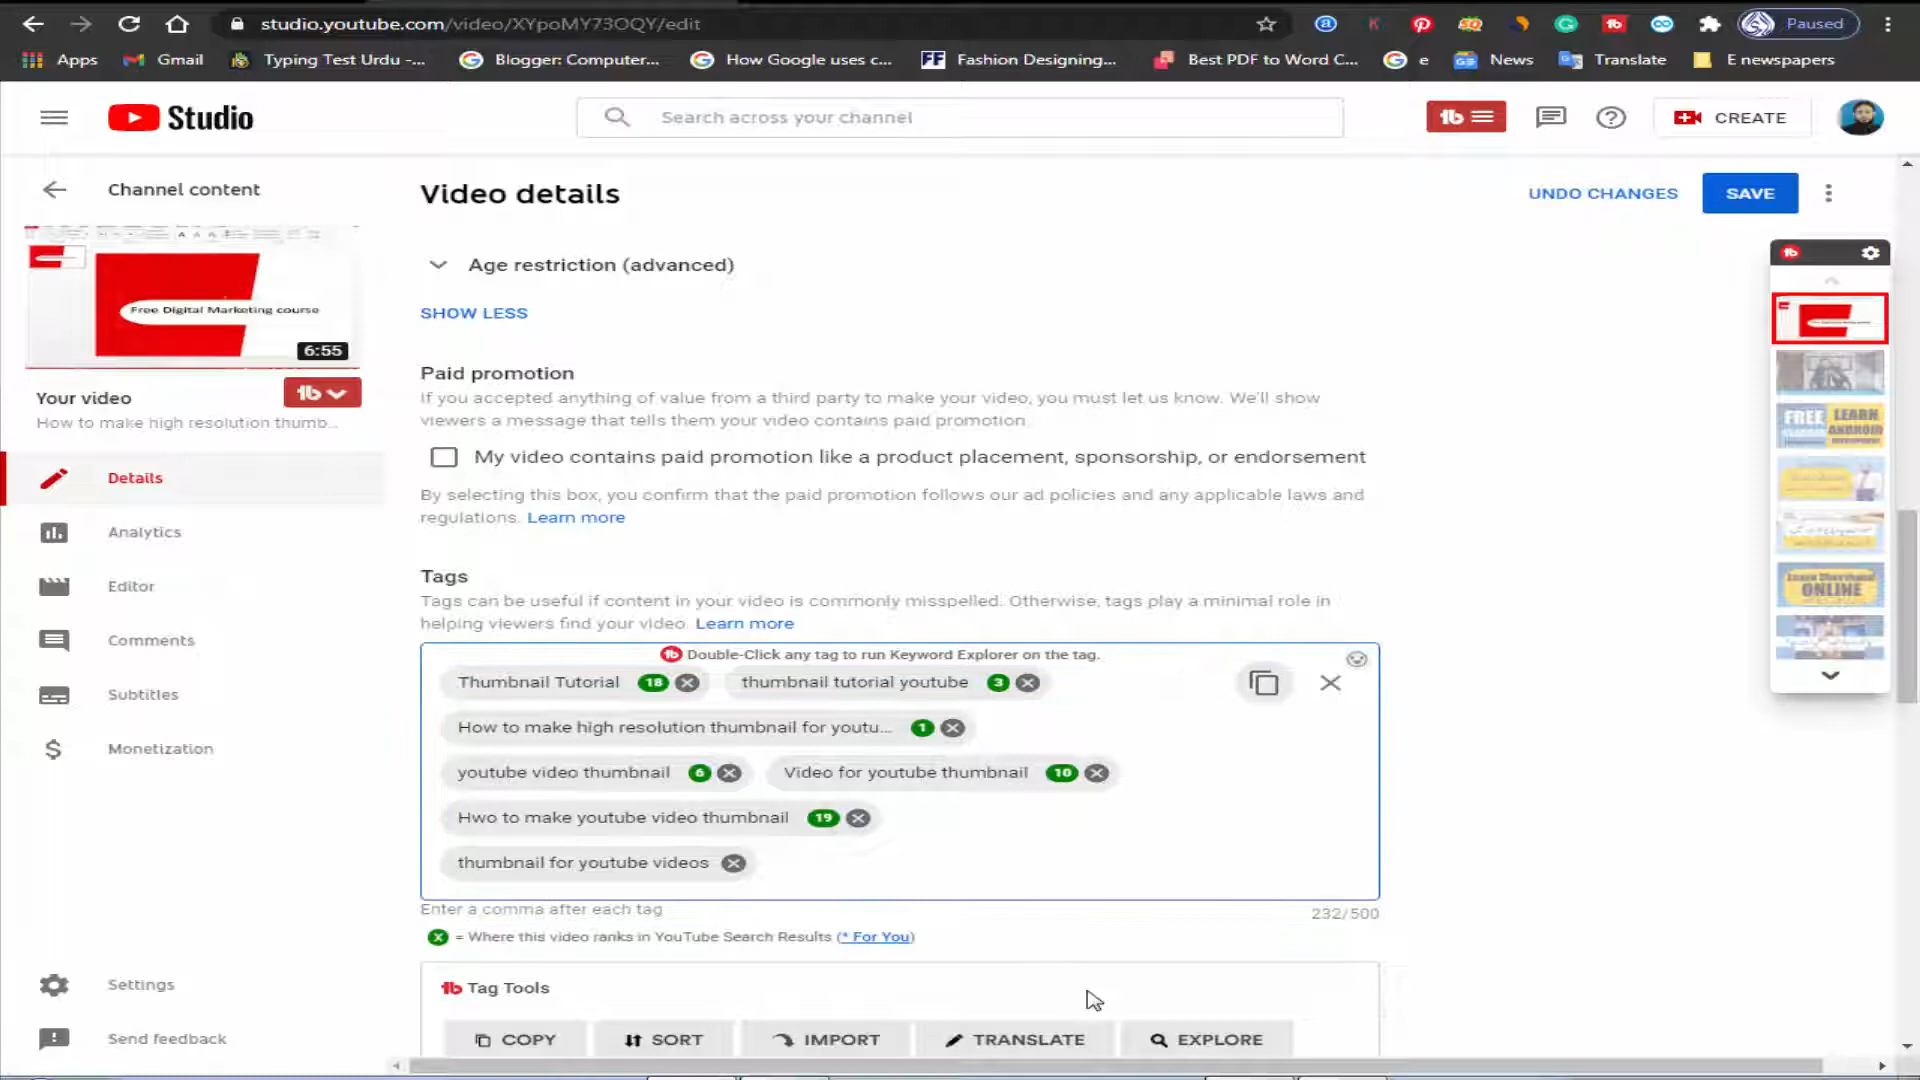 studio.youtube.com/video/XYpoMY73OQY/edit
Paused
Apps
Gmail
Typing Test Urdu -...
Blogger: Computer...
How Google uses c...
FF
Fashion Designing...
Best PDF to Word C...
e
News
Translate
E newspapers
Studio
Search across your channel
CREATE
Channel content
Video details
UNDO CHANGES
SAVE
Age restriction (advanced)
SHOW LESS
Free Digital Marketing course
6:55
Your video
How to make high resolution thumb...
Paid promotion
If you accepted anything of value from a third party to make your video, you must let us know. We'll show
viewers a message that tells them your video contains paid promotion.
My video contains paid promotion like a product placement, sponsorship, or endorsement
By selecting this box, you confirm that the paid promotion follows our ad policies and any applicable laws and
regulations. Learn more
Details
Analytics
Editor
Comments
Subtitles
Monetization
Settings
Send feedback
Tags
Tags can be useful if content in your video is commonly misspelled. Otherwise, tags play a minimal role in
helping viewers find your video. Learn more
Double-Click any tag to run Keyword Explorer on the tag.
Thumbnail Tutorial 18
thumbnail tutorial youtube 3
How to make high resolution thumbnail for youtu... 1
youtube video thumbnail 6
Video for youtube thumbnail 10
Hwo to make youtube video thumbnail 19
thumbnail for youtube videos
Enter a comma after each tag
232/500
x = Where this video ranks in YouTube Search Results (* For You)
Tag Tools
COPY
SORT
IMPORT
TRANSLATE
EXPLORE
FREE
LEARN
ANDROID
ONLINE